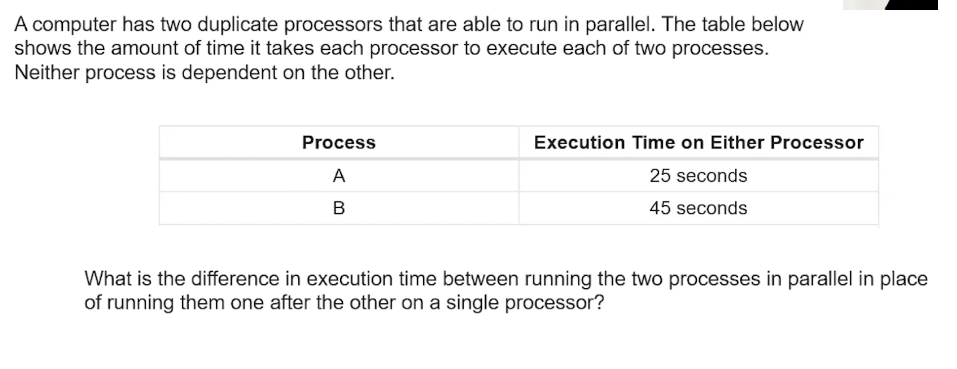 A computer has two duplicate processors that are able to run in parallel. The table below
shows the amount of time it takes each processor to execute each of two processes.
Neither process is dependent on the other.
Process Execution Time on Either Processor
A 25 seconds
B 45 seconds
What is the difference in execution time between running the two processes in parallel in place
of running them one after the other on a single processor?